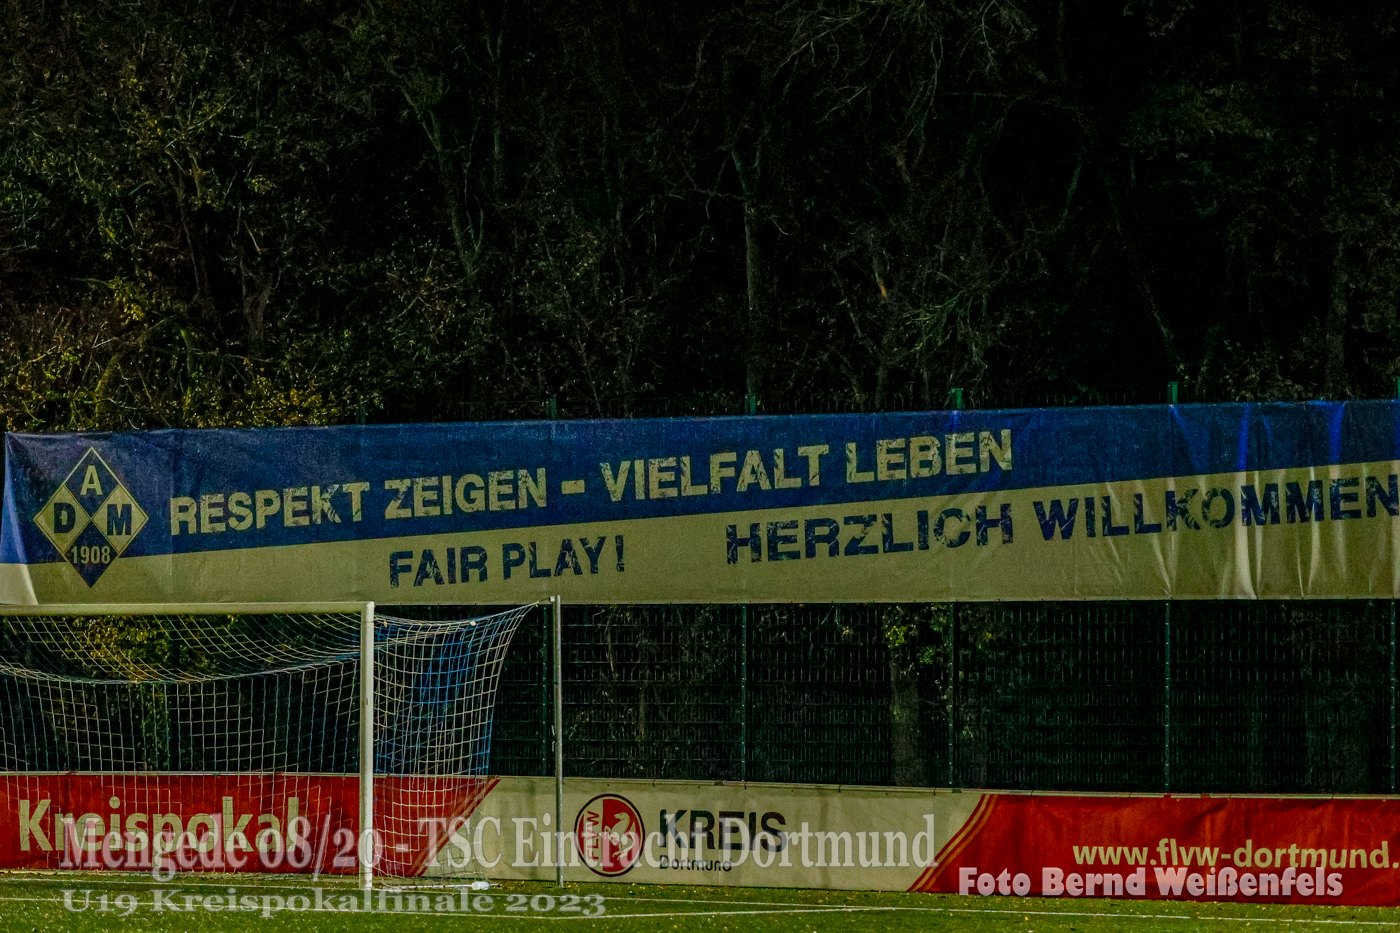 A
D M
1908
RESPEKT ZEIGEN - VIELFALT LEBEN
FAIR PLAY! HERZLICH WILLKOMMEN
Kreispokal
FLVW
KREIS
Dortmund
www.flvw-dortmund.
Mengede 08/20 - TSC Eintracht Dortmund
U19 Kreispokalfinale 2023
Foto Bernd Weißenfels